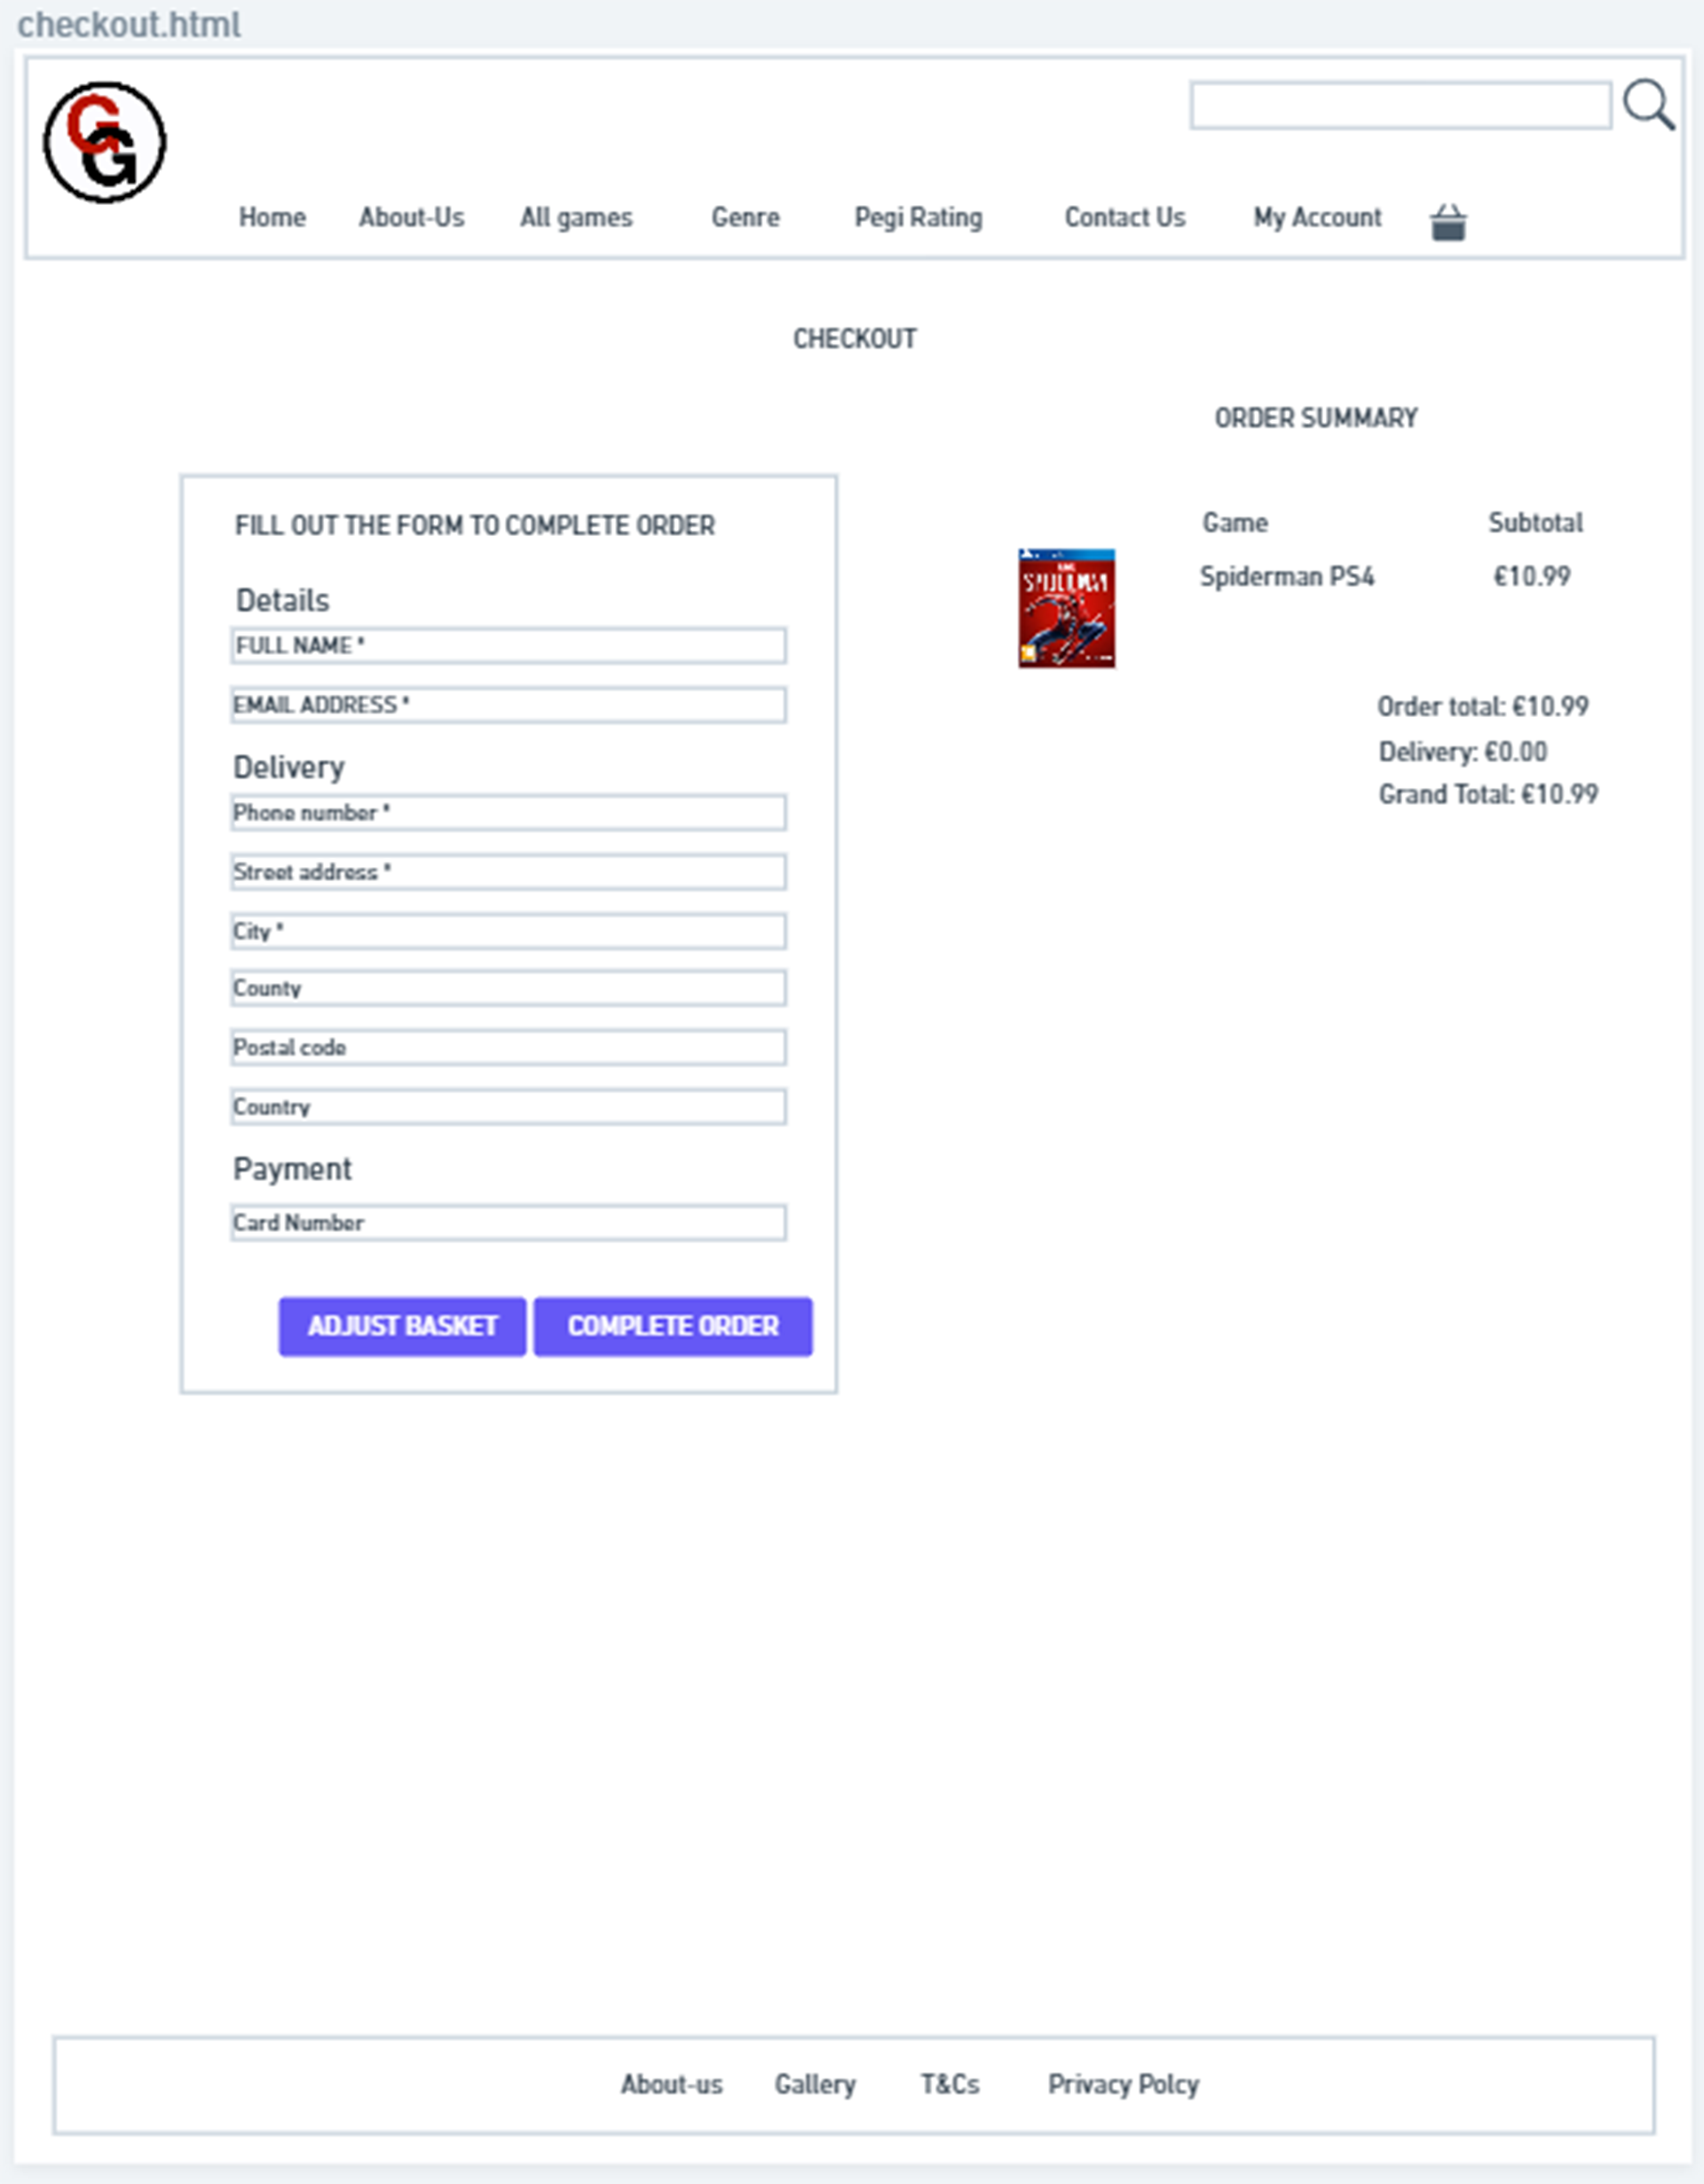 checkout.html
GG
Home About-Us All games Genre Pegi Rating Contact Us My Account
CHECKOUT
ORDER SUMMARY
FILL OUT THE FORM TO COMPLETE ORDER
Details
FULL NAME *
EMAIL ADDRESS *
Delivery
Phone number *
Street address *
City *
County
Postal code
Country
Payment
Card Number
ADJUST BASKET COMPLETE ORDER
Game Subtotal
Spiderman PS4 €10.99
Order total: €10.99
Delivery: €0.00
Grand Total: €10.99
About-us Gallery T&Cs Privacy Polcy